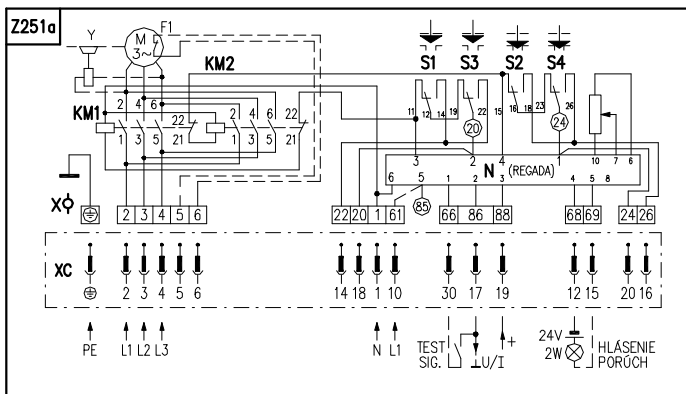 Z251a
Y
M
3~
F1
KM2
KM1
S1 S3 S2 S4
2 4 6 22 2 4 6 22
1 3 5 21 1 3 5 21
11 12 14 19 22 15 16 18 23 26
20
24
3 2 4 1 10 7 6
N (REGADA)
6 5 1 2 3 4 5 8
85
X
2 3 4 5 6 22 20 1 61 66 86 88 68 69 24 26
XC
2 3 4 5 6 14 18 1 10 30 17 19 12 15 20 16
PE L1 L2 L3 N L1
TEST
SIG.
U/I
+
24V
2W
HLÁSENIE
PORÚCH